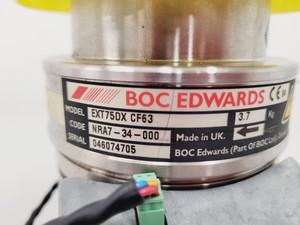 BOC EDWARDS CE
MODEL EXT75DX CF63 3.7 Kg
CODE NRA7-34-000 Made in UK.
SERIAL 046074705 BOC Edwards (Part Of BOC